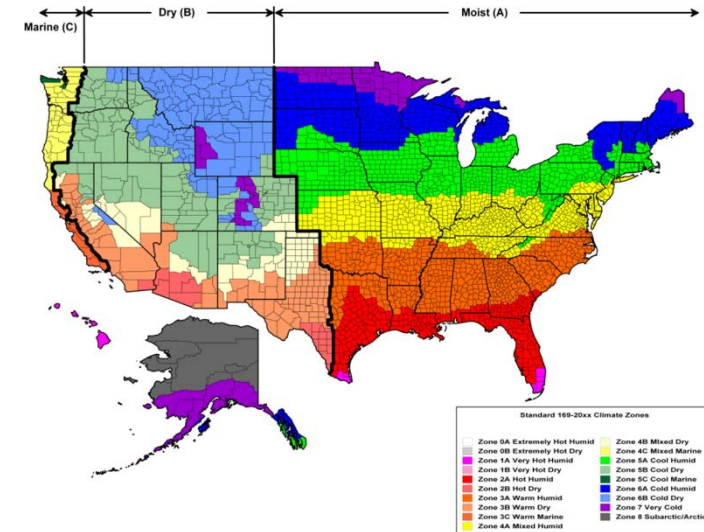 Marine (C)
Dry (B)
Moist (A)
Standard 169-20xx Climate Zones
Zone 0A Extremely Hot Humid
Zone 0B Extremely Hot Dry
Zone 1A Very Hot Humid
Zone 1B Very Hot Dry
Zone 2A Hot Humid
Zone 2B Hot Dry
Zone 3A Warm Humid
Zone 3B Warm Dry
Zone 3C Warm Marine
Zone 4A Mixed Humid
Zone 4B Mixed Dry
Zone 4C Mixed Marine
Zone 5A Cool Humid
Zone 5B Cool Dry
Zone 5C Cool Marine
Zone 6A Cold Humid
Zone 6B Cold Dry
Zone 7 Very Cold
Zone 8 Subarctic/Arctic